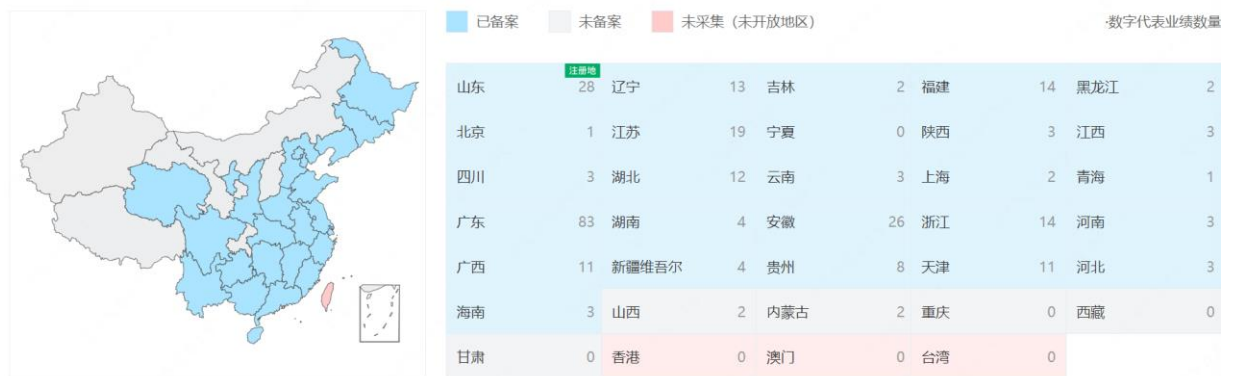 已备案 未备案 未采集（未开放地区） ·数字代表业绩数量
注册地
山东 28 辽宁 13 吉林 2 福建 14 黑龙江 2
北京 1 江苏 19 宁夏 0 陕西 3 江西 3
四川 3 湖北 12 云南 3 上海 2 青海 1
广东 83 湖南 4 安徽 26 浙江 14 河南 3
广西 11 新疆维吾尔 4 贵州 8 天津 11 河北 3
海南 3 山西 2 内蒙古 2 重庆 0 西藏 0
甘肃 0 香港 0 澳门 0 台湾 0